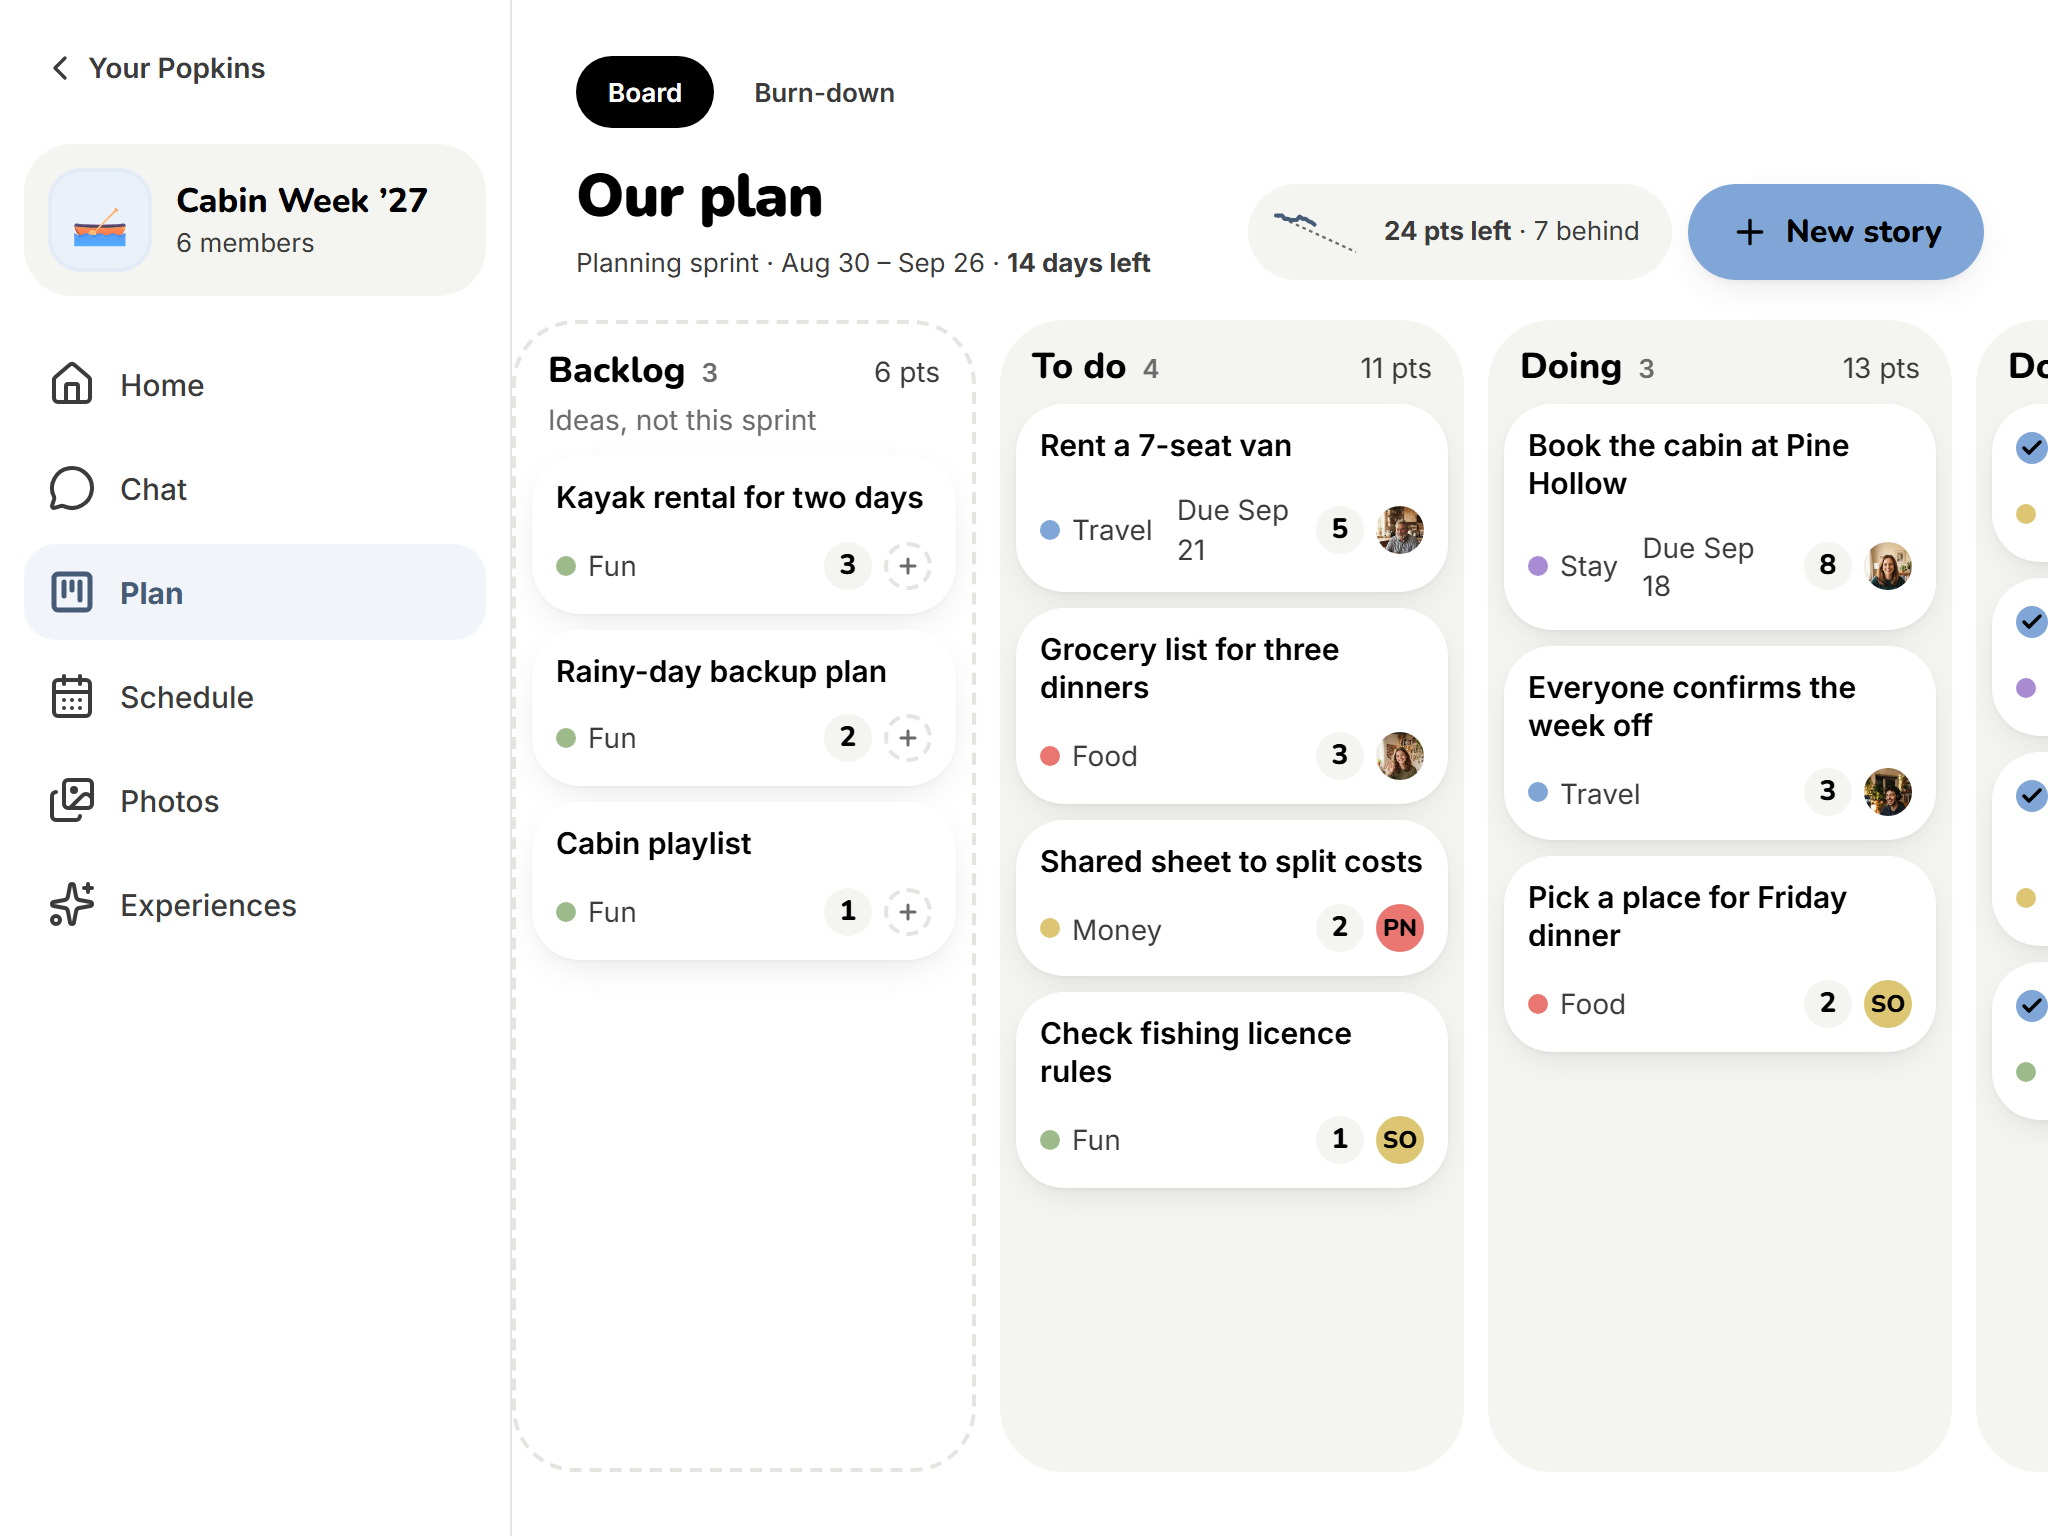 Your Popkins
Cabin Week ’27
6 members
Home
Chat
Plan
Schedule
Photos
Experiences
Board
Burn-down
Our plan
Planning sprint · Aug 30 – Sep 26 · 14 days left
24 pts left · 7 behind
New story
Backlog 3
6 pts
Ideas, not this sprint
Kayak rental for two days
Fun
3
Rainy-day backup plan
Fun
2
Cabin playlist
Fun
1
To do 4
11 pts
Rent a 7-seat van
Travel
Due Sep
21
5
Grocery list for three
dinners
Food
3
Shared sheet to split costs
Money
2
PN
Check fishing licence
rules
Fun
1
SO
Doing 3
13 pts
Book the cabin at Pine
Hollow
Stay
Due Sep
18
8
Everyone confirms the
week off
Travel
3
Pick a place for Friday
dinner
Food
2
SO